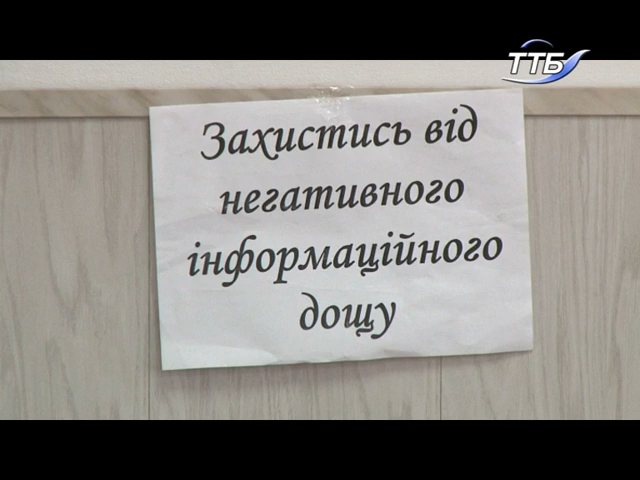 ТТБ
Захистись від
негативного
інформаційного
дощу